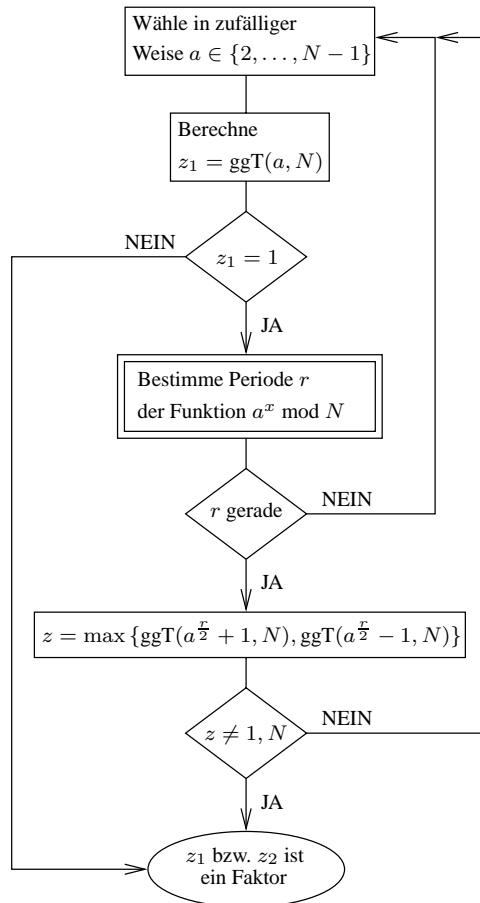 Wähle in zufälliger
Weise a ∈ {2, . . . , N − 1}
Berechne
z₁ = ggT(a, N)
NEIN
z₁ = 1
JA
Bestimme Periode r
der Funktion aˣ mod N
r gerade
NEIN
JA
z = max {ggT(a^{r/2} + 1, N), ggT(a^{r/2} − 1, N)}
z ≠ 1, N
NEIN
JA
z₁ bzw. z₂ ist
ein Faktor